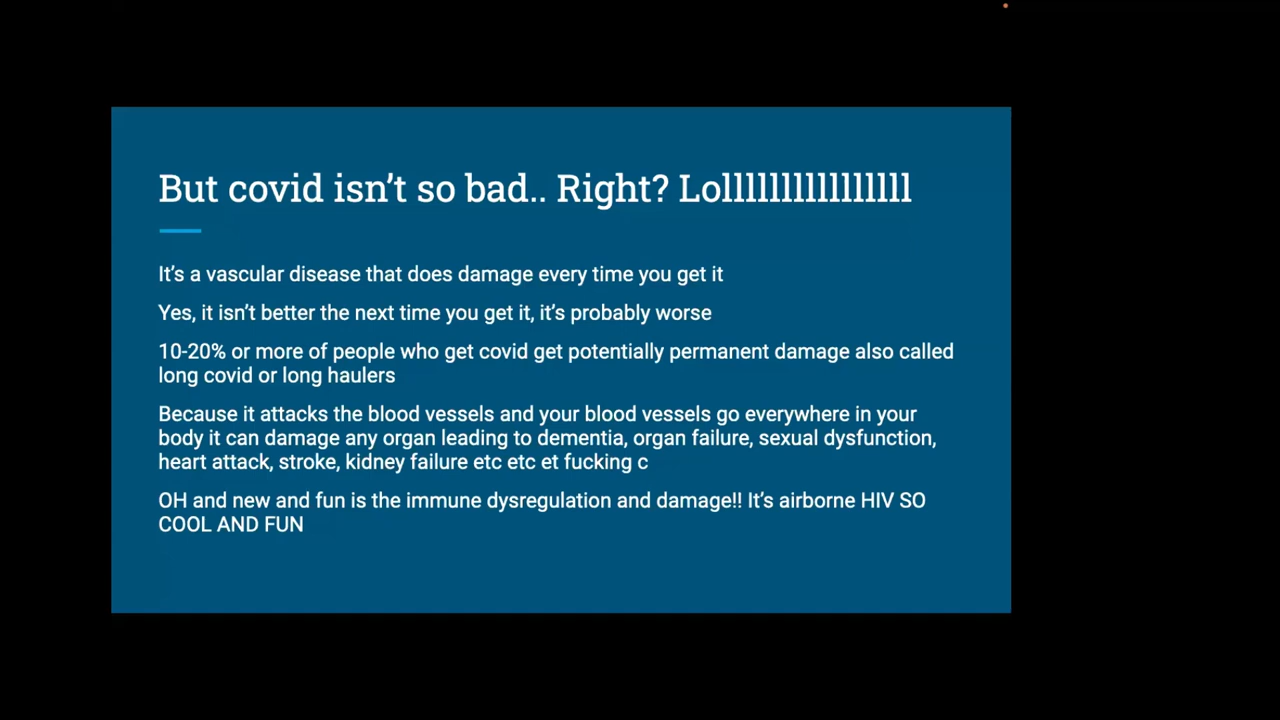 But covid isn’t so bad.. Right? Lolllllllllllllllll
It’s a vascular disease that does damage every time you get it
Yes, it isn’t better the next time you get it, it’s probably worse
10-20% or more of people who get covid get potentially permanent damage also called
long covid or long haulers
Because it attacks the blood vessels and your blood vessels go everywhere in your
body it can damage any organ leading to dementia, organ failure, sexual dysfunction,
heart attack, stroke, kidney failure etc etc et fucking c
OH and new and fun is the immune dysregulation and damage!! It’s airborne HIV SO
COOL AND FUN